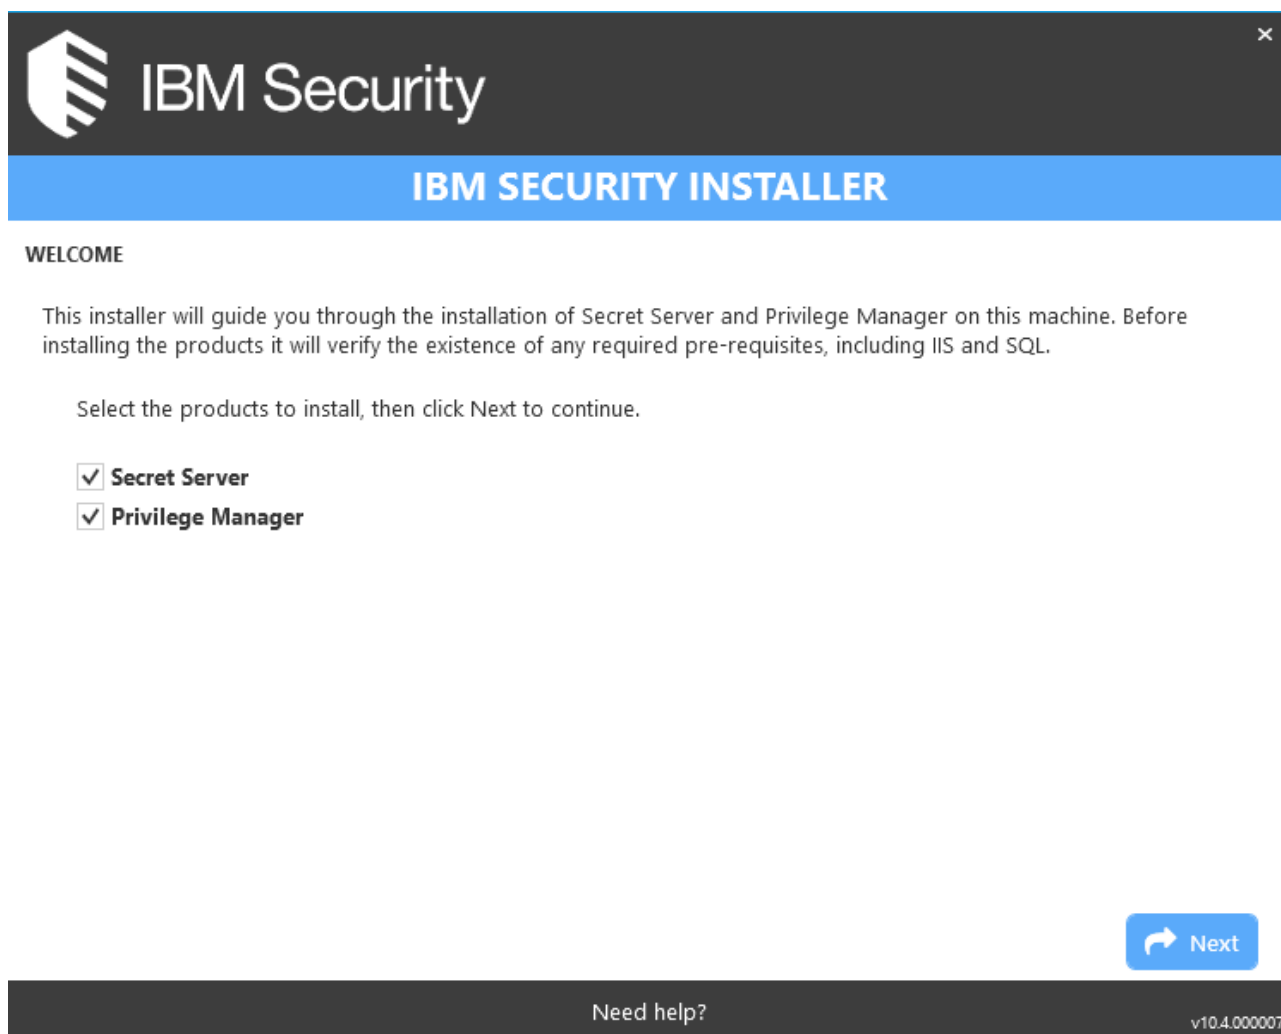 ×
IBM Security
IBM SECURITY INSTALLER
WELCOME
This installer will guide you through the installation of Secret Server and Privilege Manager on this machine. Before
installing the products it will verify the existence of any required pre-requisites, including IIS and SQL.
Select the products to install, then click Next to continue.
Secret Server
Privilege Manager
Next
Need help?
v10.4.000007